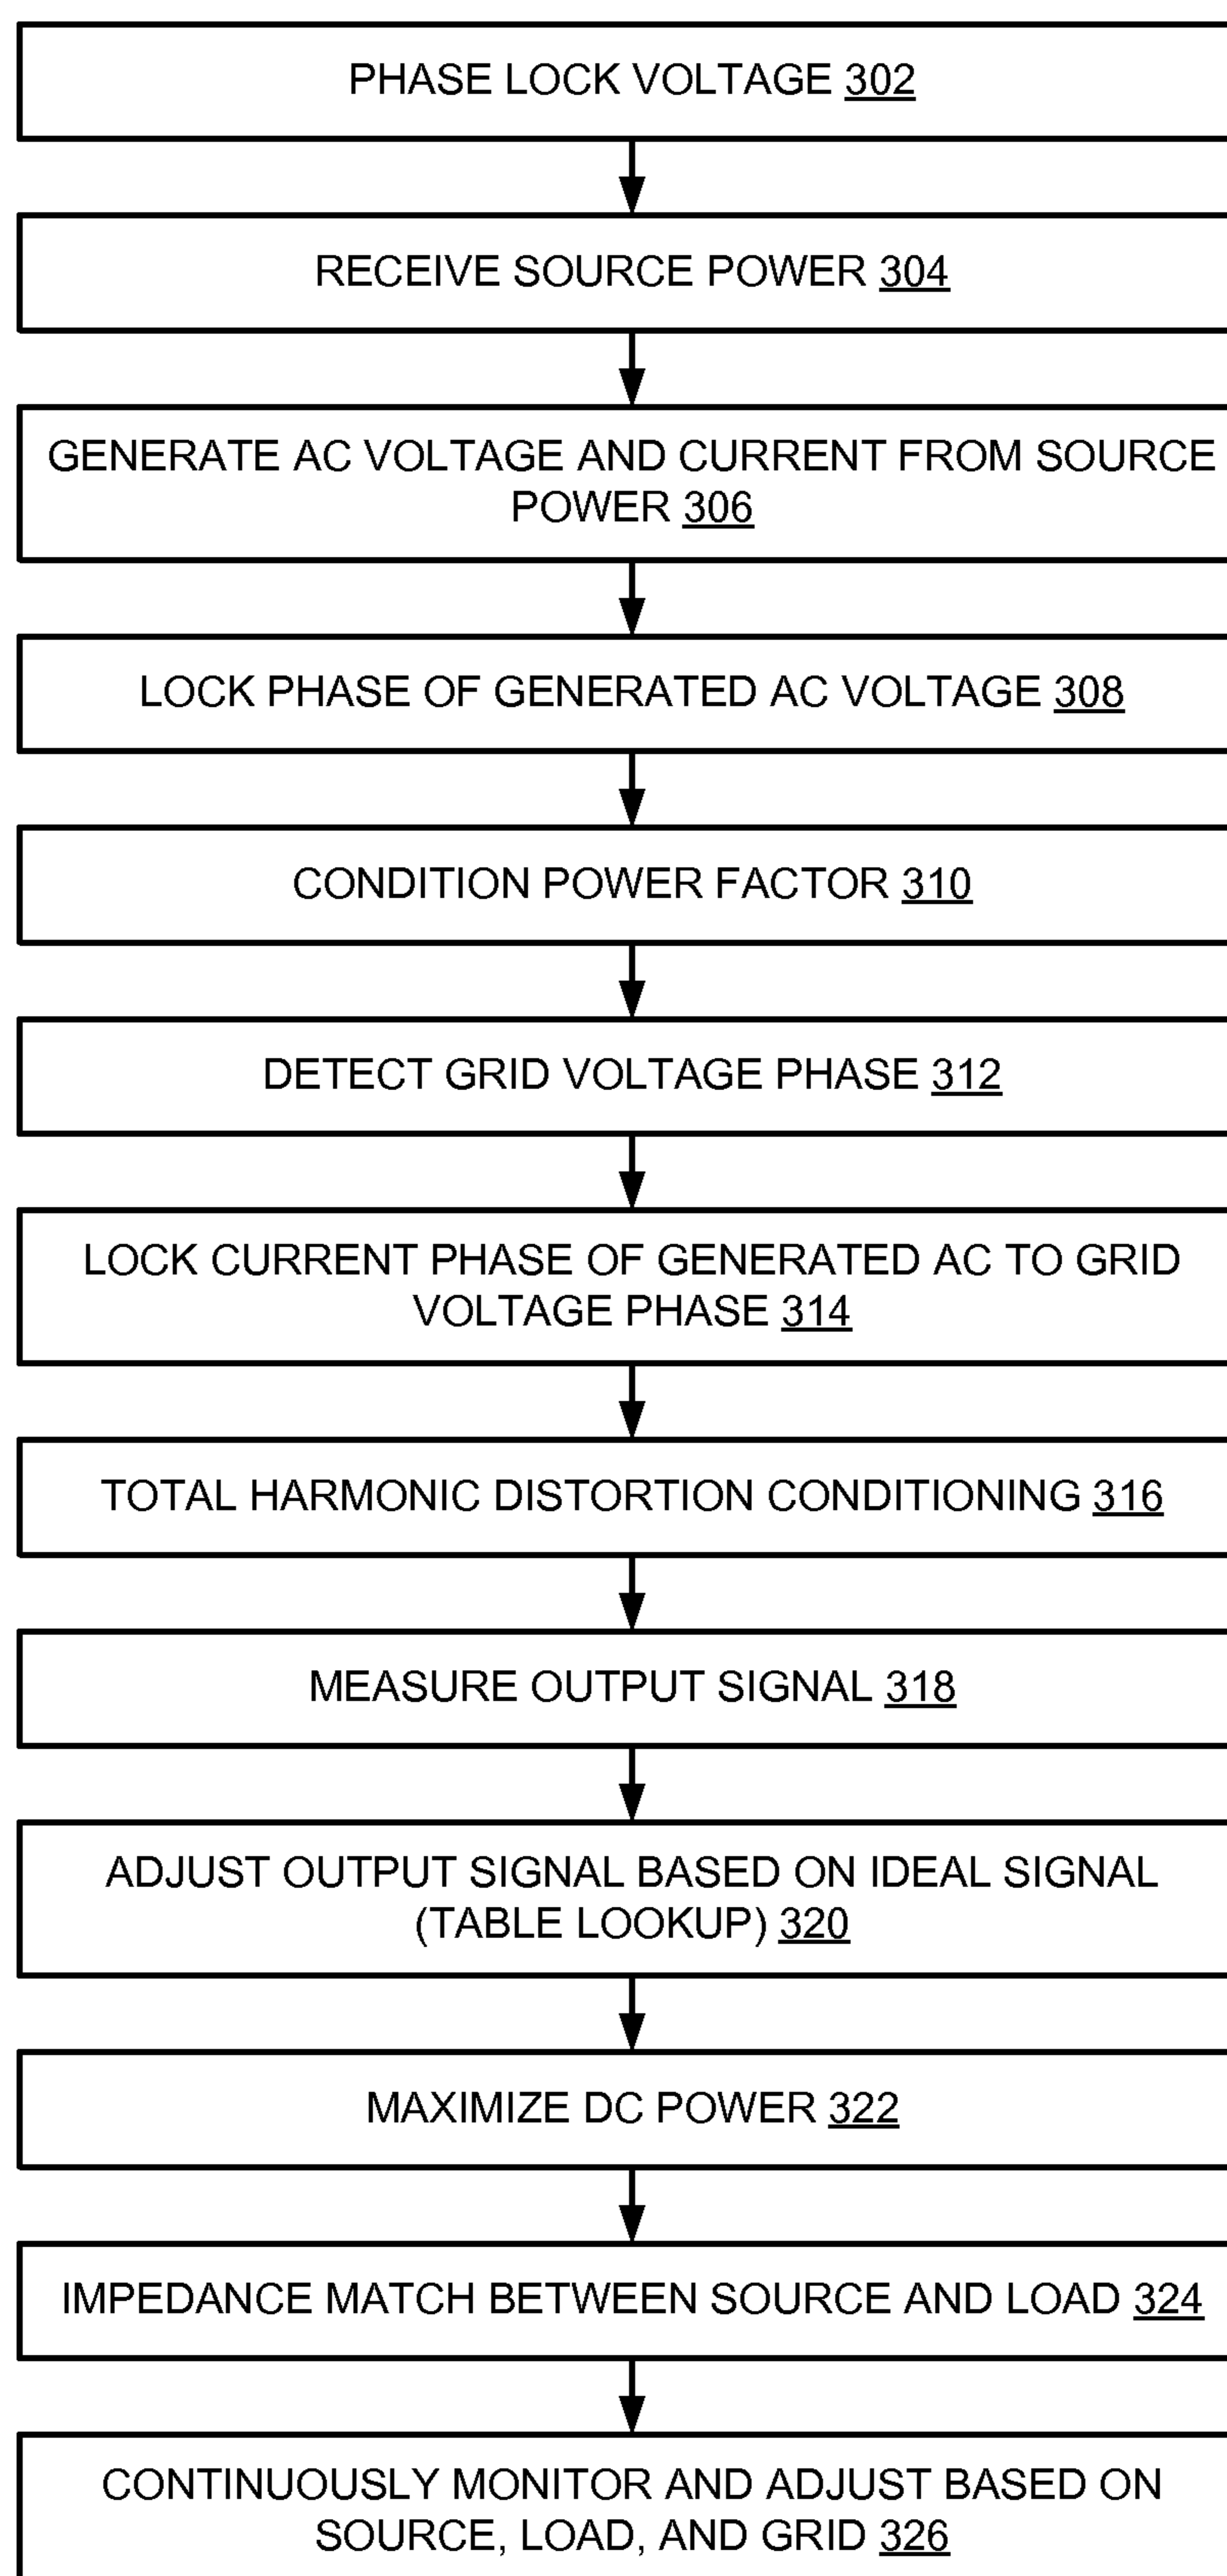 PHASE LOCK VOLTAGE 302
RECEIVE SOURCE POWER 304
GENERATE AC VOLTAGE AND CURRENT FROM SOURCE
POWER 306
LOCK PHASE OF GENERATED AC VOLTAGE 308
CONDITION POWER FACTOR 310
DETECT GRID VOLTAGE PHASE 312
LOCK CURRENT PHASE OF GENERATED AC TO GRID
VOLTAGE PHASE 314
TOTAL HARMONIC DISTORTION CONDITIONING 316
MEASURE OUTPUT SIGNAL 318
ADJUST OUTPUT SIGNAL BASED ON IDEAL SIGNAL
(TABLE LOOKUP) 320
MAXIMIZE DC POWER 322
IMPEDANCE MATCH BETWEEN SOURCE AND LOAD 324
CONTINUOUSLY MONITOR AND ADJUST BASED ON
SOURCE, LOAD, AND GRID 326